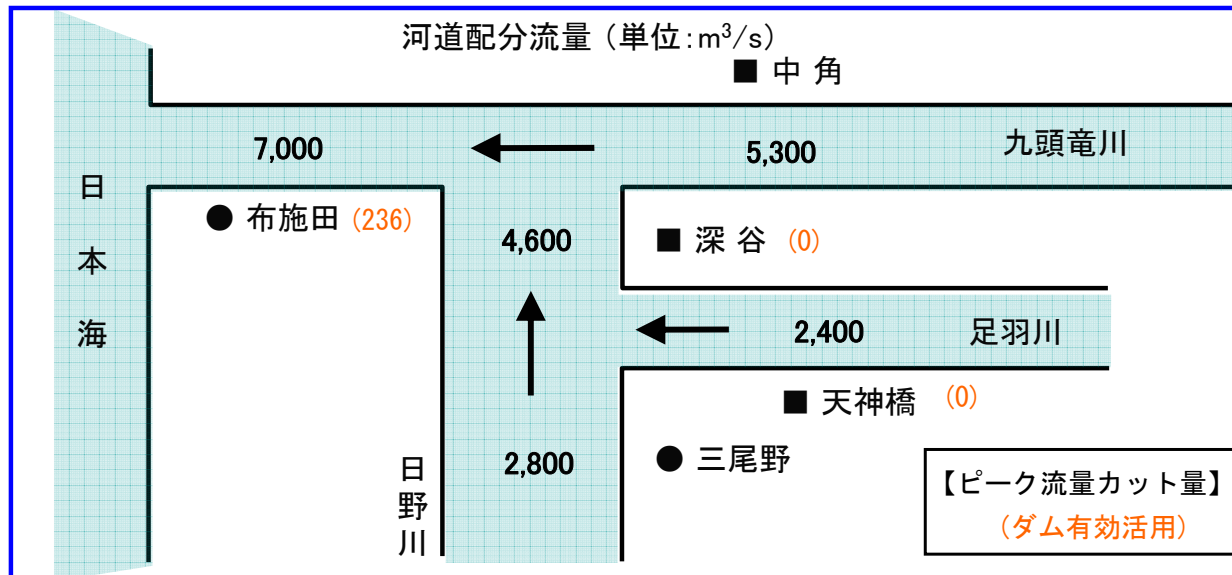 河道配分流量（単位：m³/s）
■ 中 角
7,000
5,300
九頭竜川
日本海
● 布施田 (236)
4,600
■ 深 谷 (0)
2,400
足羽川
■ 天神橋 (0)
日野川
2,800
● 三尾野
【ピーク流量カット量】
(ダム有効活用)